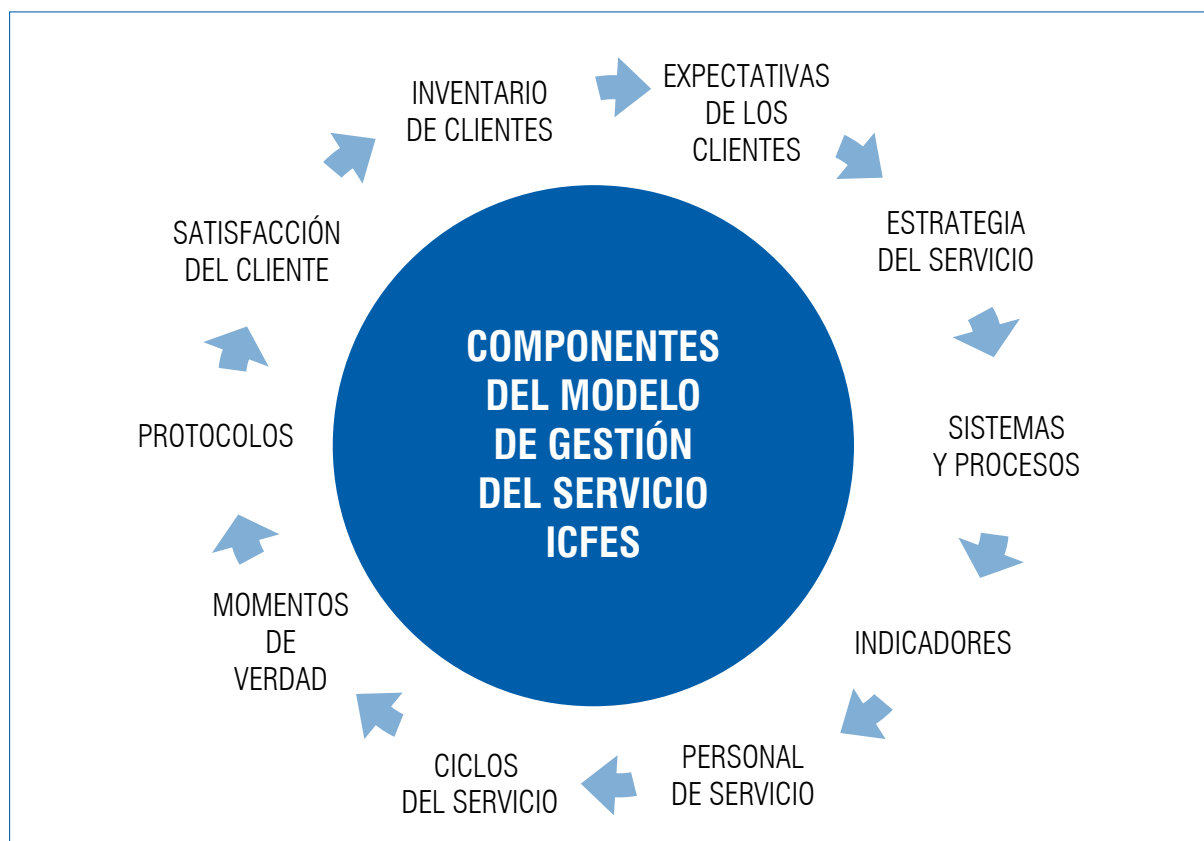 INVENTARIO
DE CLIENTES
EXPECTATIVAS
DE LOS
CLIENTES
ESTRATEGIA
DEL SERVICIO
SISTEMAS
Y PROCESOS
INDICADORES
PERSONAL
DE SERVICIO
CICLOS
DEL SERVICIO
MOMENTOS
DE
VERDAD
PROTOCOLOS
SATISFACCIÓN
DEL CLIENTE
COMPONENTES
DEL MODELO
DE GESTIÓN
DEL SERVICIO
ICFES